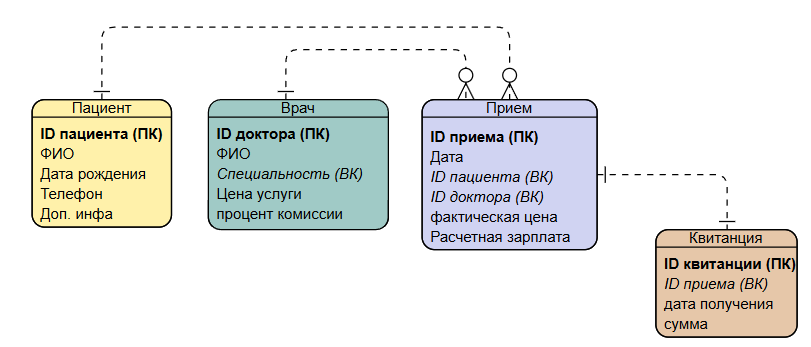 Пациент
ID пациента (ПК)
ФИО
Дата рождения
Телефон
Доп. инфа
Врач
ID доктора (ПК)
ФИО
Специальность (ВК)
Цена услуги
процент комиссии
Прием
ID приема (ПК)
Дата
ID пациента (ВК)
ID доктора (ВК)
фактическая цена
Расчетная зарплата
Квитанция
ID квитанции (ПК)
ID приема (ВК)
дата получения
сумма